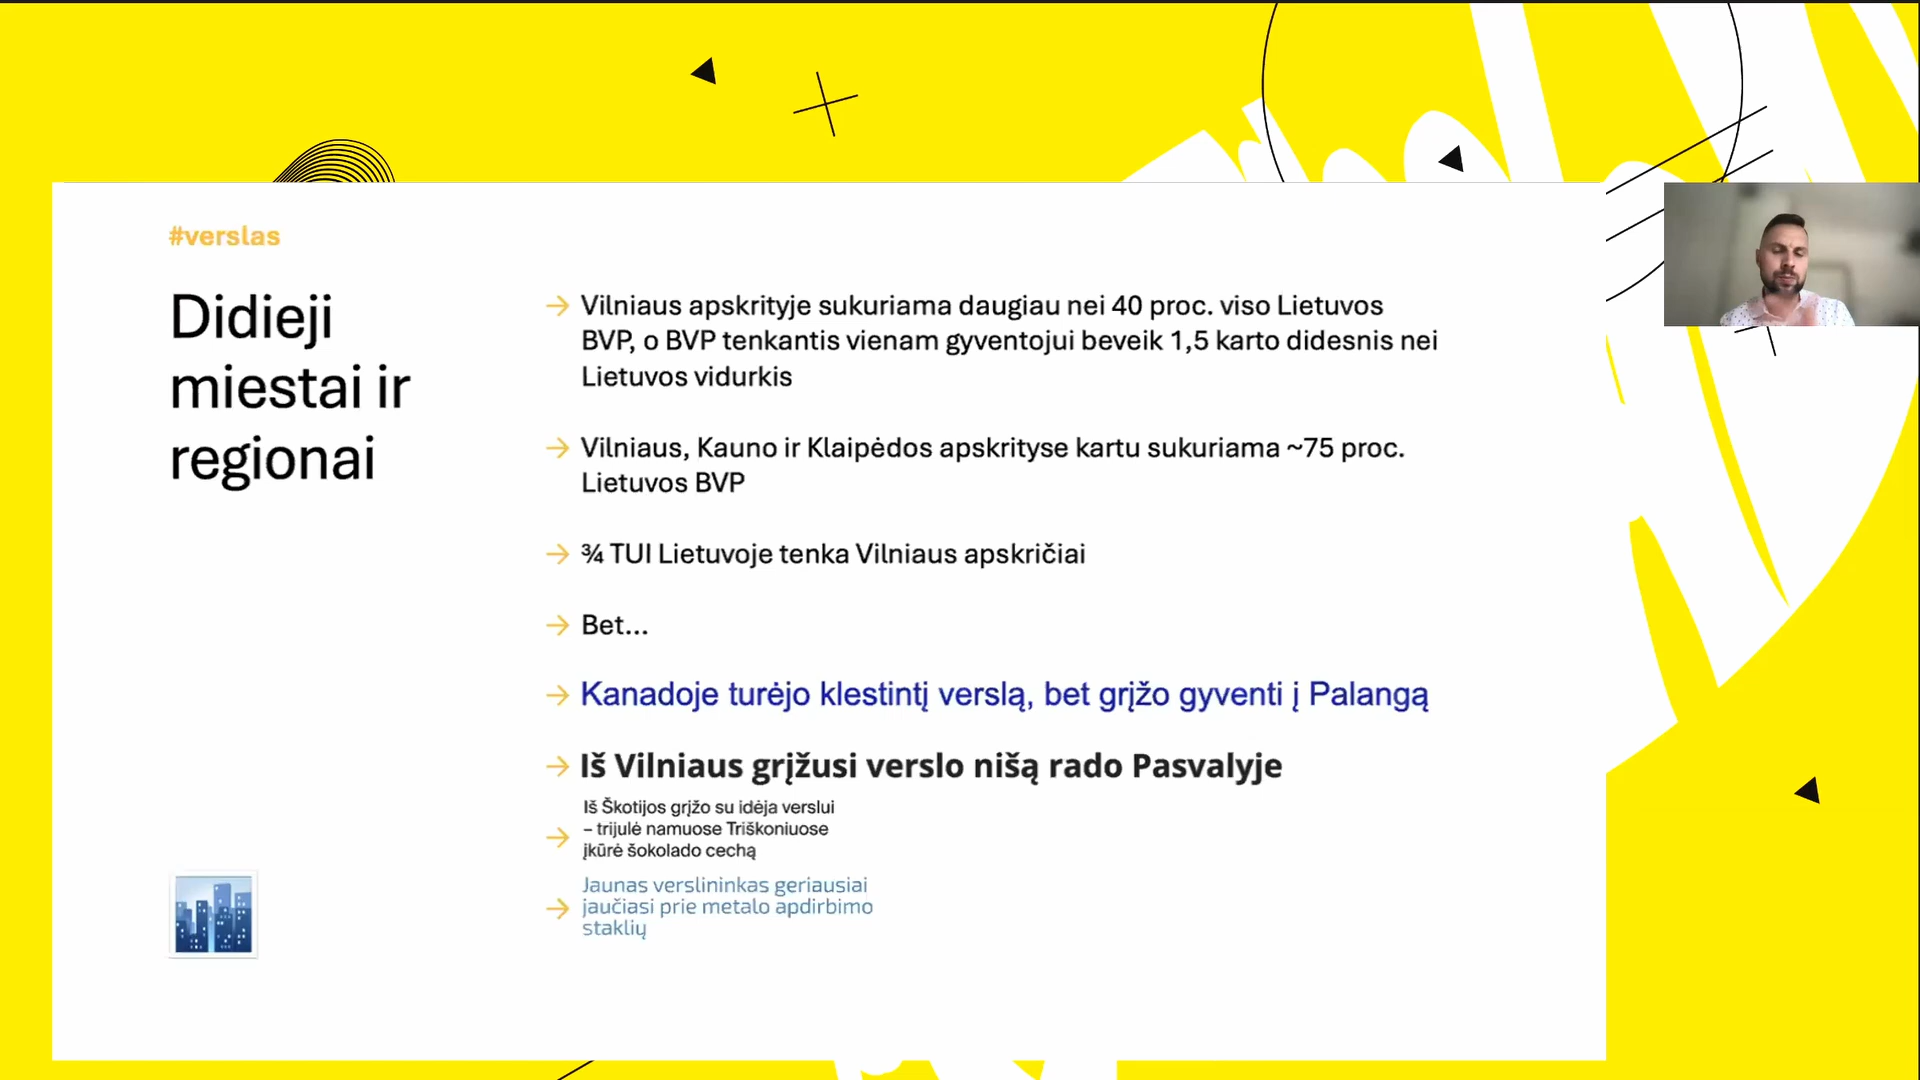 #verslas
Didieji
miestai ir
regionai
→ Vilniaus apskrityje sukuriama daugiau nei 40 proc. viso Lietuvos
BVP, o BVP tenkantis vienam gyventojui beveik 1,5 karto didesnis nei
Lietuvos vidurkis
→ Vilniaus, Kauno ir Klaipėdos apskrityse kartu sukuriama ~75 proc.
Lietuvos BVP
→ ¾ TUI Lietuvoje tenka Vilniaus apskričiai
→ Bet...
→ Kanadoje turėjo klestintį verslą, bet grįžo gyventi į Palangą
→ Iš Vilniaus grįžusi verslo nišą rado Pasvalyje
→ Iš Škotijos grįžo su idėja verslui
– trijulė namuose Triškoniuose
įkūrė šokolado cechą
→ Jaunas verslininkas geriausiai
jaučiasi prie metalo apdirbimo
staklių